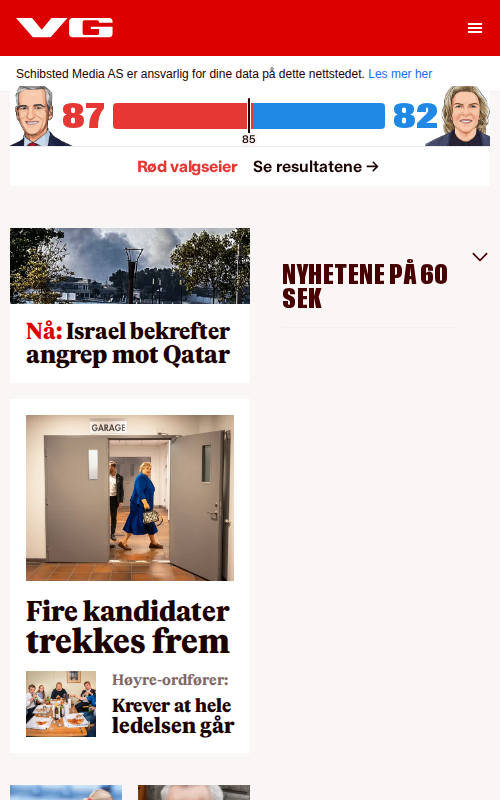 VG
Schibsted Media AS er ansvarlig for dine data på dette nettstedet. Les mer her
87
82
85
Rød valgseier Se resultatene →
Nå: Israel bekrefter
angrep mot Qatar
NYHETENE PÅ 60
SEK
GARAGE
Fire kandidater
trekkes frem
Høyre-ordfører:
Krever at hele
ledelsen går